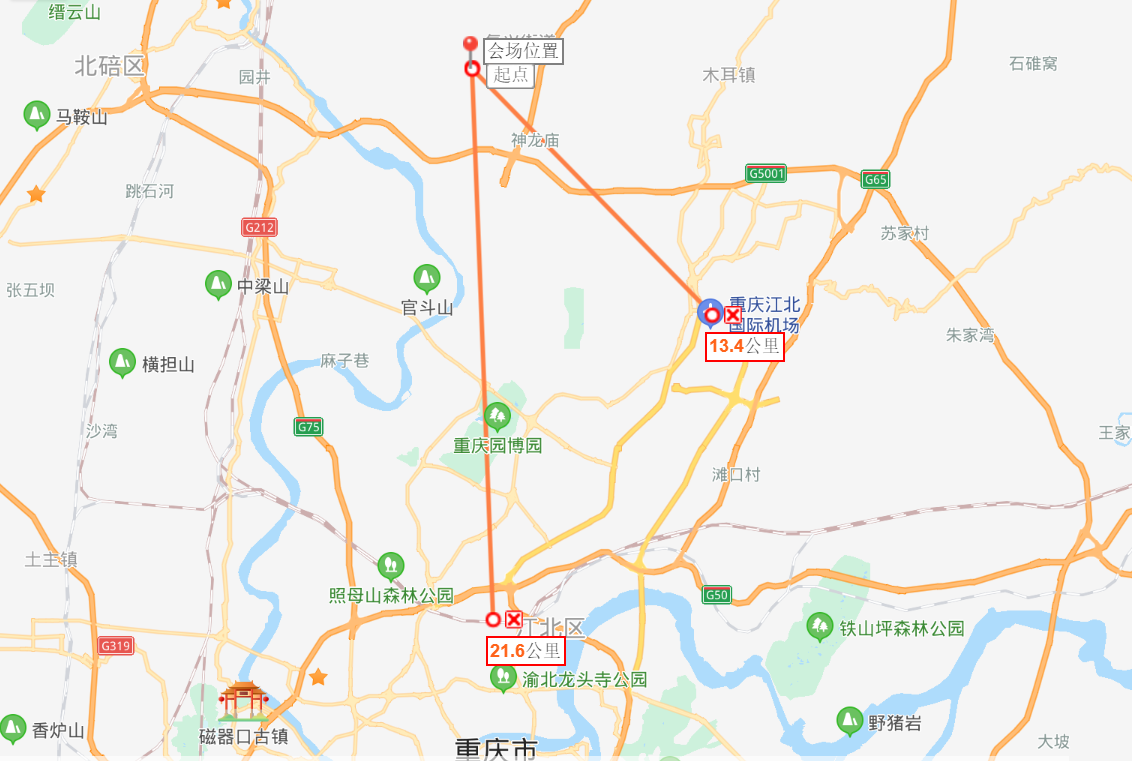 缙云山
北碚区
园井
会场位置
起点
木耳镇
石碓窝
马鞍山
神龙庙
跳石河
G5001
G65
G212
苏家村
张五坝
中梁山
官斗山
重庆江北
国际机场
13.4公里
朱家湾
横担山
麻子巷
沙湾
G75
重庆园博园
王家
滩口村
土主镇
照母山森林公园
G50
江北区
铁山坪森林公园
G319
21.6公里
渝北龙头寺公园
香炉山
磁器口古镇
野猪岩
重庆市
大坡